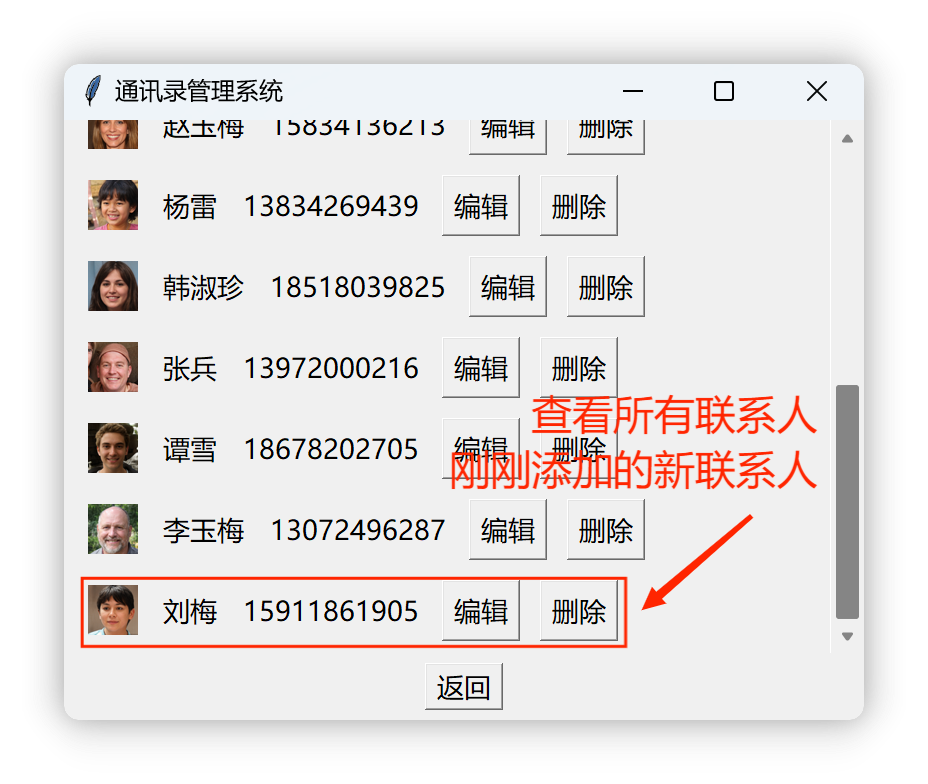 通讯录管理系统
赵玉梅 15834136213 编辑 删除
杨雷 13834269439 编辑 删除
韩淑珍 18518039825 编辑 删除
张兵 13972000216 编辑 删除
查看所有联系人
谭雪 18678202705 编辑 删除
刚刚添加的新联系人
李玉梅 13072496287 编辑 删除
刘梅 15911861905 编辑 删除
返回